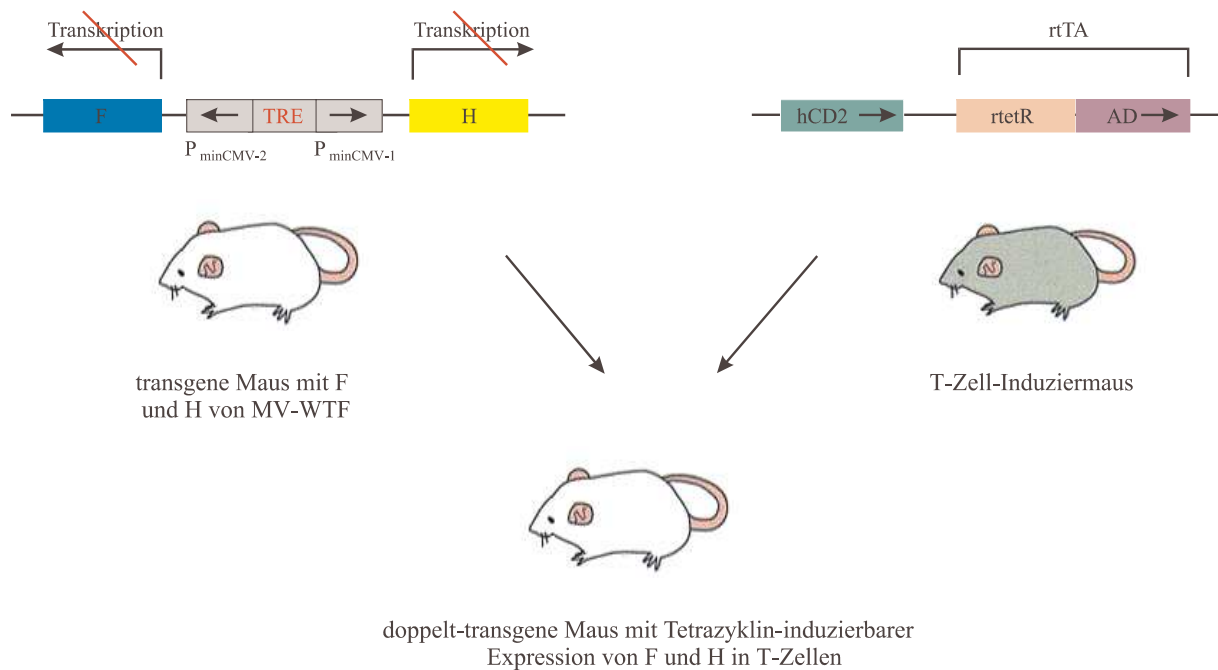 Transkription
Transkription
rtTA
F
TRE
H
hCD2
rtetR
AD
P minCMV-2
P minCMV-1
transgene Maus mit F
und H von MV-WTF
T-Zell-Induziermaus
doppelt-transgene Maus mit Tetrazyklin-induzierbarer
Expression von F und H in T-Zellen